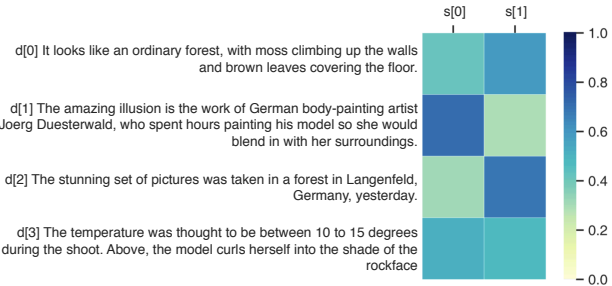 s[0] s[1]
d[0] It looks like an ordinary forest, with moss climbing up the walls
and brown leaves covering the floor.
d[1] The amazing illusion is the work of German body-painting artist
Joerg Duesterwald, who spent hours painting his model so she would
blend in with her surroundings.
d[2] The stunning set of pictures was taken in a forest in Langenfeld,
Germany, yesterday.
d[3] The temperature was thought to be between 10 to 15 degrees
during the shoot. Above, the model curls herself into the shade of the
rockface
1.0
0.8
0.6
0.4
0.2
0.0